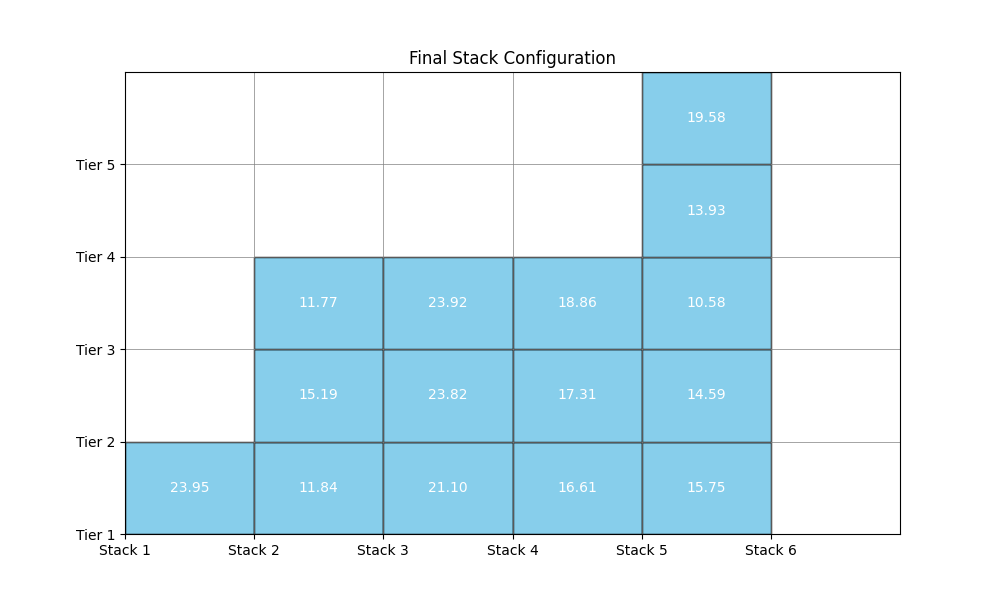 Final Stack Configuration
19.58
Tier 5
13.93
Tier 4
11.77 23.92 18.86 10.58
Tier 3
15.19 23.82 17.31 14.59
Tier 2
23.95 11.84 21.10 16.61 15.75
Tier 1
Stack 1 Stack 2 Stack 3 Stack 4 Stack 5 Stack 6